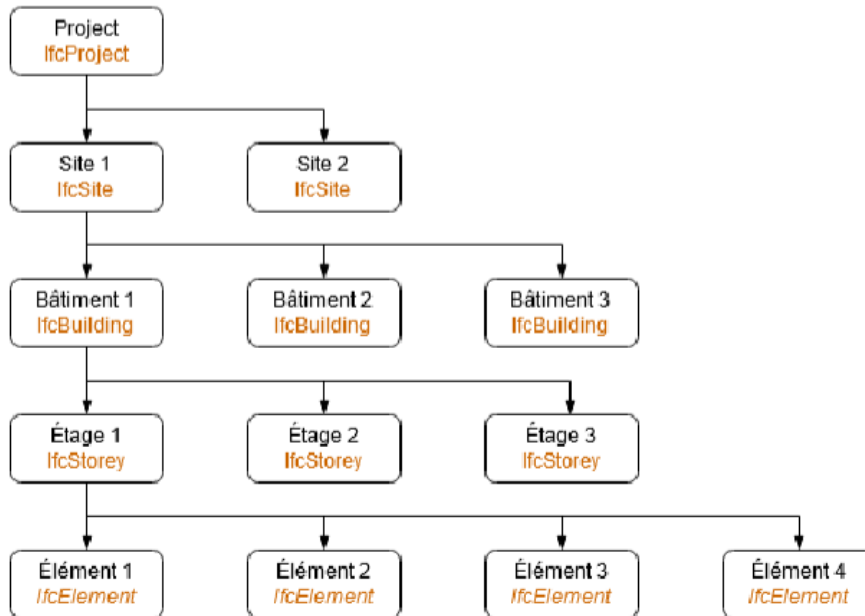 Project
IfcProject
Site 1
IfcSite
Site 2
IfcSite
Bâtiment 1
IfcBuilding
Bâtiment 2
IfcBuilding
Bâtiment 3
IfcBuilding
Étage 1
IfcStorey
Étage 2
IfcStorey
Étage 3
IfcStorey
Élément 1
IfcElement
Élément 2
IfcElement
Élément 3
IfcElement
Élément 4
IfcElement